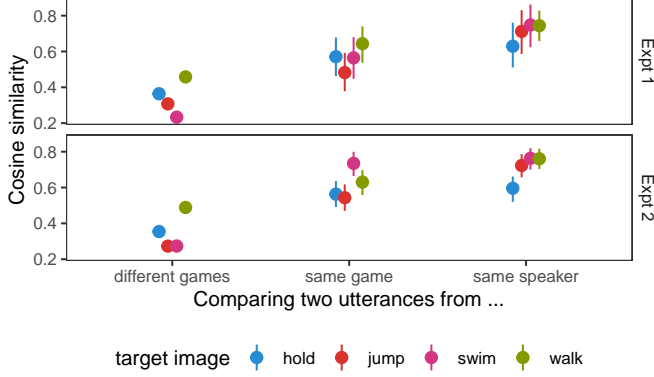 0.8
0.6
0.4
0.2
Expt 1
0.8
0.6
0.4
0.2
Expt 2
Cosine similarity
different games same game same speaker
Comparing two utterances from ...
target image hold jump swim walk